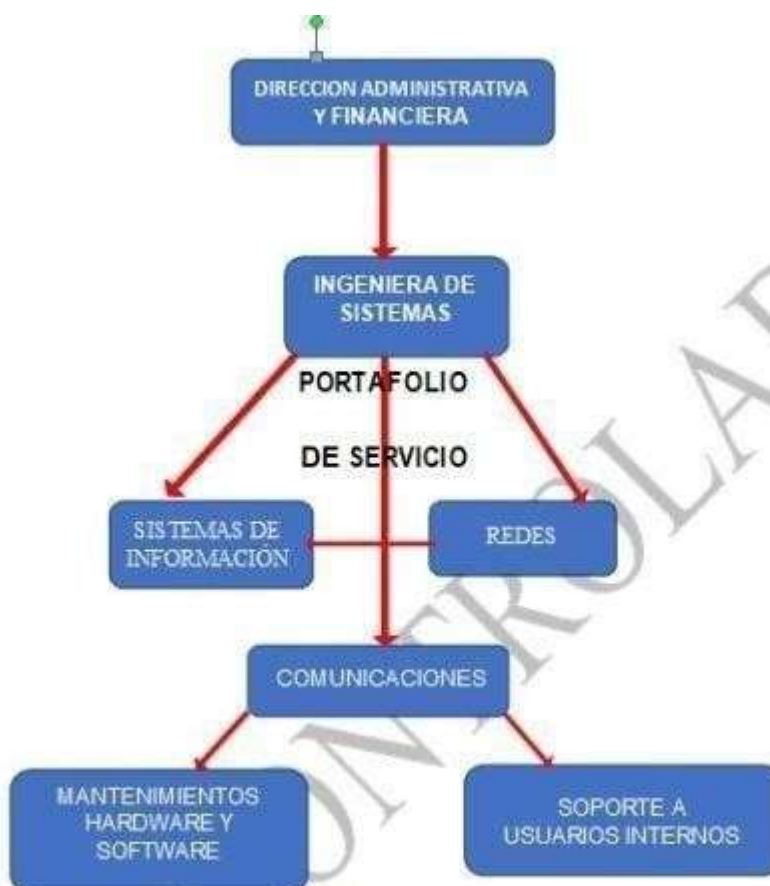 DIRECCION ADMINISTRATIVA
Y FINANCIERA
INGENIERA DE
SISTEMAS
PORTAFOLIO
DE SERVICIO
SISTEMAS DE
INFORMACIÓN
REDES
COMUNICACIONES
MANTENIMIENTOS
HARDWARE Y
SOFTWARE
SOPORTE A
USUARIOS INTERNOS